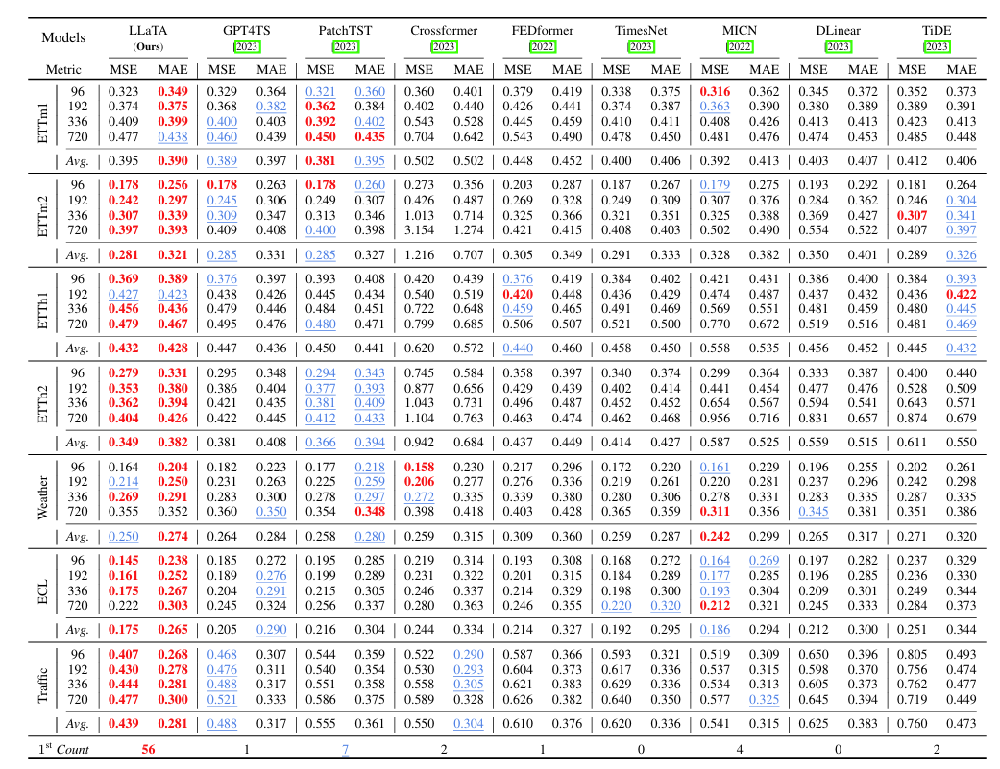 Models LLaTA GPT4TS PatchTST Crossformer FEDformer TimesNet MICN DLinear TiDE
(Ours) [2023] [2023] [2023] [2022] [2023] [2022] [2023] [2023]
Metric MSE MAE MSE MAE MSE MAE MSE MAE MSE MAE MSE MAE MSE MAE MSE MAE MSE MAE
ETTm1
96 0.323 0.349 0.329 0.364 0.321 0.360 0.360 0.401 0.379 0.419 0.338 0.375 0.316 0.362 0.345 0.372 0.352 0.373
192 0.374 0.375 0.368 0.382 0.362 0.384 0.402 0.440 0.426 0.441 0.374 0.387 0.363 0.390 0.380 0.389 0.389 0.391
336 0.409 0.399 0.400 0.403 0.392 0.402 0.543 0.528 0.445 0.459 0.410 0.411 0.408 0.426 0.413 0.413 0.423 0.413
720 0.477 0.438 0.460 0.439 0.450 0.435 0.704 0.642 0.543 0.490 0.478 0.450 0.481 0.476 0.474 0.453 0.485 0.448
Avg. 0.395 0.390 0.389 0.397 0.381 0.395 0.502 0.502 0.448 0.452 0.400 0.406 0.392 0.413 0.403 0.407 0.412 0.406
ETTm2
96 0.178 0.256 0.178 0.263 0.178 0.260 0.273 0.356 0.203 0.287 0.187 0.267 0.179 0.275 0.193 0.292 0.181 0.264
192 0.242 0.297 0.245 0.306 0.249 0.307 0.426 0.487 0.269 0.328 0.249 0.309 0.307 0.376 0.284 0.362 0.246 0.304
336 0.307 0.339 0.309 0.347 0.313 0.346 1.013 0.714 0.325 0.366 0.321 0.351 0.325 0.388 0.369 0.427 0.307 0.341
720 0.397 0.393 0.409 0.408 0.400 0.398 3.154 1.274 0.421 0.415 0.408 0.403 0.502 0.490 0.554 0.522 0.407 0.397
Avg. 0.281 0.321 0.285 0.331 0.285 0.327 1.216 0.707 0.305 0.349 0.291 0.333 0.328 0.382 0.350 0.401 0.289 0.326
ETTh1
96 0.369 0.389 0.376 0.397 0.393 0.408 0.420 0.439 0.376 0.419 0.384 0.402 0.421 0.431 0.386 0.400 0.384 0.393
192 0.427 0.423 0.438 0.426 0.445 0.434 0.540 0.519 0.420 0.448 0.436 0.429 0.474 0.487 0.437 0.432 0.436 0.422
336 0.456 0.436 0.479 0.446 0.484 0.451 0.722 0.648 0.459 0.465 0.491 0.469 0.569 0.551 0.481 0.459 0.480 0.445
720 0.479 0.467 0.495 0.476 0.480 0.471 0.799 0.685 0.506 0.507 0.521 0.500 0.770 0.672 0.519 0.516 0.481 0.469
Avg. 0.432 0.428 0.447 0.436 0.450 0.441 0.620 0.572 0.440 0.460 0.458 0.450 0.558 0.535 0.456 0.452 0.445 0.432
ETTh2
96 0.279 0.331 0.295 0.348 0.294 0.343 0.745 0.584 0.358 0.397 0.340 0.374 0.299 0.364 0.333 0.387 0.400 0.440
192 0.353 0.380 0.386 0.404 0.377 0.393 0.877 0.656 0.429 0.439 0.402 0.414 0.441 0.454 0.477 0.476 0.528 0.509
336 0.362 0.394 0.421 0.435 0.381 0.409 1.043 0.731 0.496 0.487 0.452 0.452 0.654 0.567 0.594 0.541 0.643 0.571
720 0.404 0.426 0.422 0.445 0.412 0.433 1.104 0.763 0.463 0.474 0.462 0.468 0.956 0.716 0.831 0.657 0.874 0.679
Avg. 0.349 0.382 0.381 0.408 0.366 0.394 0.942 0.684 0.437 0.449 0.414 0.427 0.587 0.525 0.559 0.515 0.611 0.550
Weather
96 0.164 0.204 0.182 0.223 0.177 0.218 0.158 0.230 0.217 0.296 0.172 0.220 0.161 0.229 0.196 0.255 0.202 0.261
192 0.214 0.250 0.231 0.263 0.225 0.259 0.206 0.277 0.276 0.336 0.219 0.261 0.220 0.281 0.237 0.296 0.242 0.298
336 0.269 0.291 0.283 0.300 0.278 0.297 0.272 0.335 0.339 0.380 0.280 0.306 0.278 0.331 0.283 0.335 0.287 0.335
720 0.355 0.352 0.360 0.350 0.354 0.348 0.398 0.418 0.403 0.428 0.365 0.359 0.311 0.356 0.345 0.381 0.351 0.386
Avg. 0.250 0.274 0.264 0.284 0.258 0.280 0.259 0.315 0.309 0.360 0.259 0.287 0.242 0.299 0.265 0.317 0.271 0.320
ECL
96 0.145 0.238 0.185 0.272 0.195 0.285 0.219 0.314 0.193 0.308 0.168 0.272 0.164 0.269 0.197 0.282 0.237 0.329
192 0.161 0.252 0.189 0.276 0.199 0.289 0.231 0.322 0.201 0.315 0.184 0.289 0.177 0.285 0.196 0.285 0.236 0.330
336 0.175 0.267 0.204 0.291 0.215 0.305 0.246 0.337 0.214 0.329 0.198 0.300 0.193 0.304 0.209 0.301 0.249 0.344
720 0.222 0.303 0.245 0.324 0.256 0.337 0.280 0.363 0.246 0.355 0.220 0.320 0.212 0.321 0.245 0.333 0.284 0.373
Avg. 0.175 0.265 0.205 0.290 0.216 0.304 0.244 0.334 0.214 0.327 0.192 0.295 0.186 0.294 0.212 0.300 0.251 0.344
Traffic
96 0.407 0.268 0.468 0.307 0.544 0.359 0.522 0.290 0.587 0.366 0.593 0.321 0.519 0.309 0.650 0.396 0.805 0.493
192 0.430 0.278 0.476 0.311 0.540 0.354 0.530 0.293 0.604 0.373 0.617 0.336 0.537 0.315 0.598 0.370 0.756 0.474
336 0.444 0.281 0.488 0.317 0.551 0.358 0.558 0.305 0.621 0.383 0.629 0.336 0.534 0.313 0.605 0.373 0.762 0.477
720 0.477 0.300 0.521 0.333 0.586 0.375 0.589 0.328 0.626 0.382 0.640 0.350 0.577 0.325 0.645 0.394 0.719 0.449
Avg. 0.439 0.281 0.488 0.317 0.555 0.361 0.550 0.304 0.610 0.376 0.620 0.336 0.541 0.315 0.625 0.383 0.760 0.473
1st Count 56 1 7 2 1 0 4 0 2